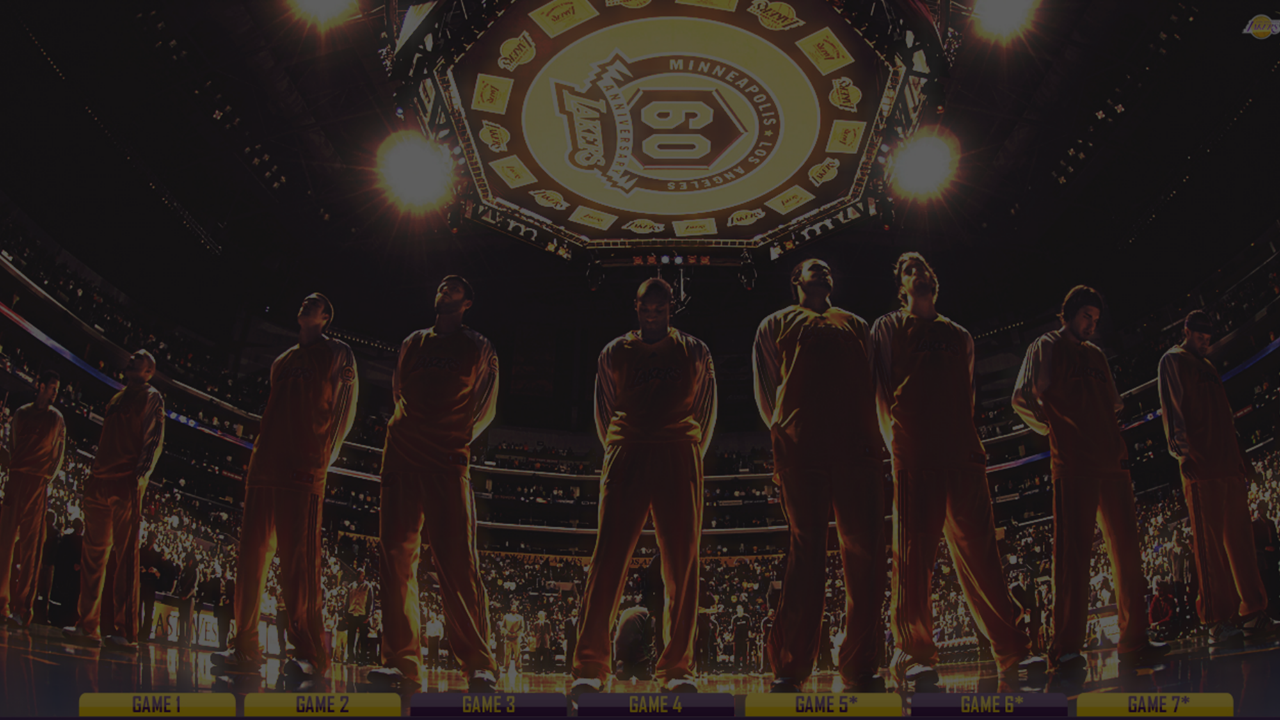 MINNEAPOLIS ★ LOS ANGELES
60
ANNIVERSARY
LAKERS
Lakers
GAME 1
GAME 2
GAME 3
GAME 4
GAME 5*
GAME 6*
GAME 7*